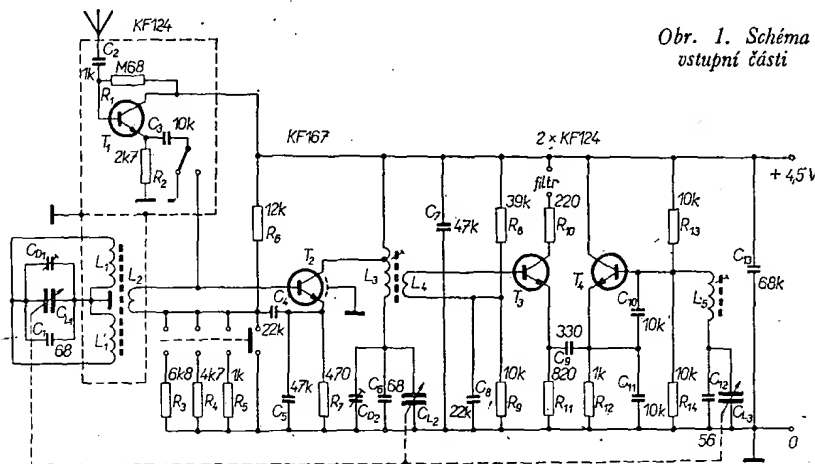 KF124
Obr. 1. Schéma
vstupní části
C2
1k
M68
R1
C3
10k
T1
2k7
R2
KF167
2 x KF124
+ 4,5V
filtr
12k
R6
C7
47k
39k
R8
220
R10
10k
R13
C13
68k
CD1
L1
CL1
C1
68
L'1
L2
T2
L3
L4
T3
T4
C10
10k
L5
C4
22k
330
C9
6k8
R3
4k7
R4
1k
R5
47k
C5
470
R7
CD2
C6
68
CL2
C8
22k
10k
R9
820
R11
1k
R12
C11
10k
10k
R14
C12
56
CL3
0